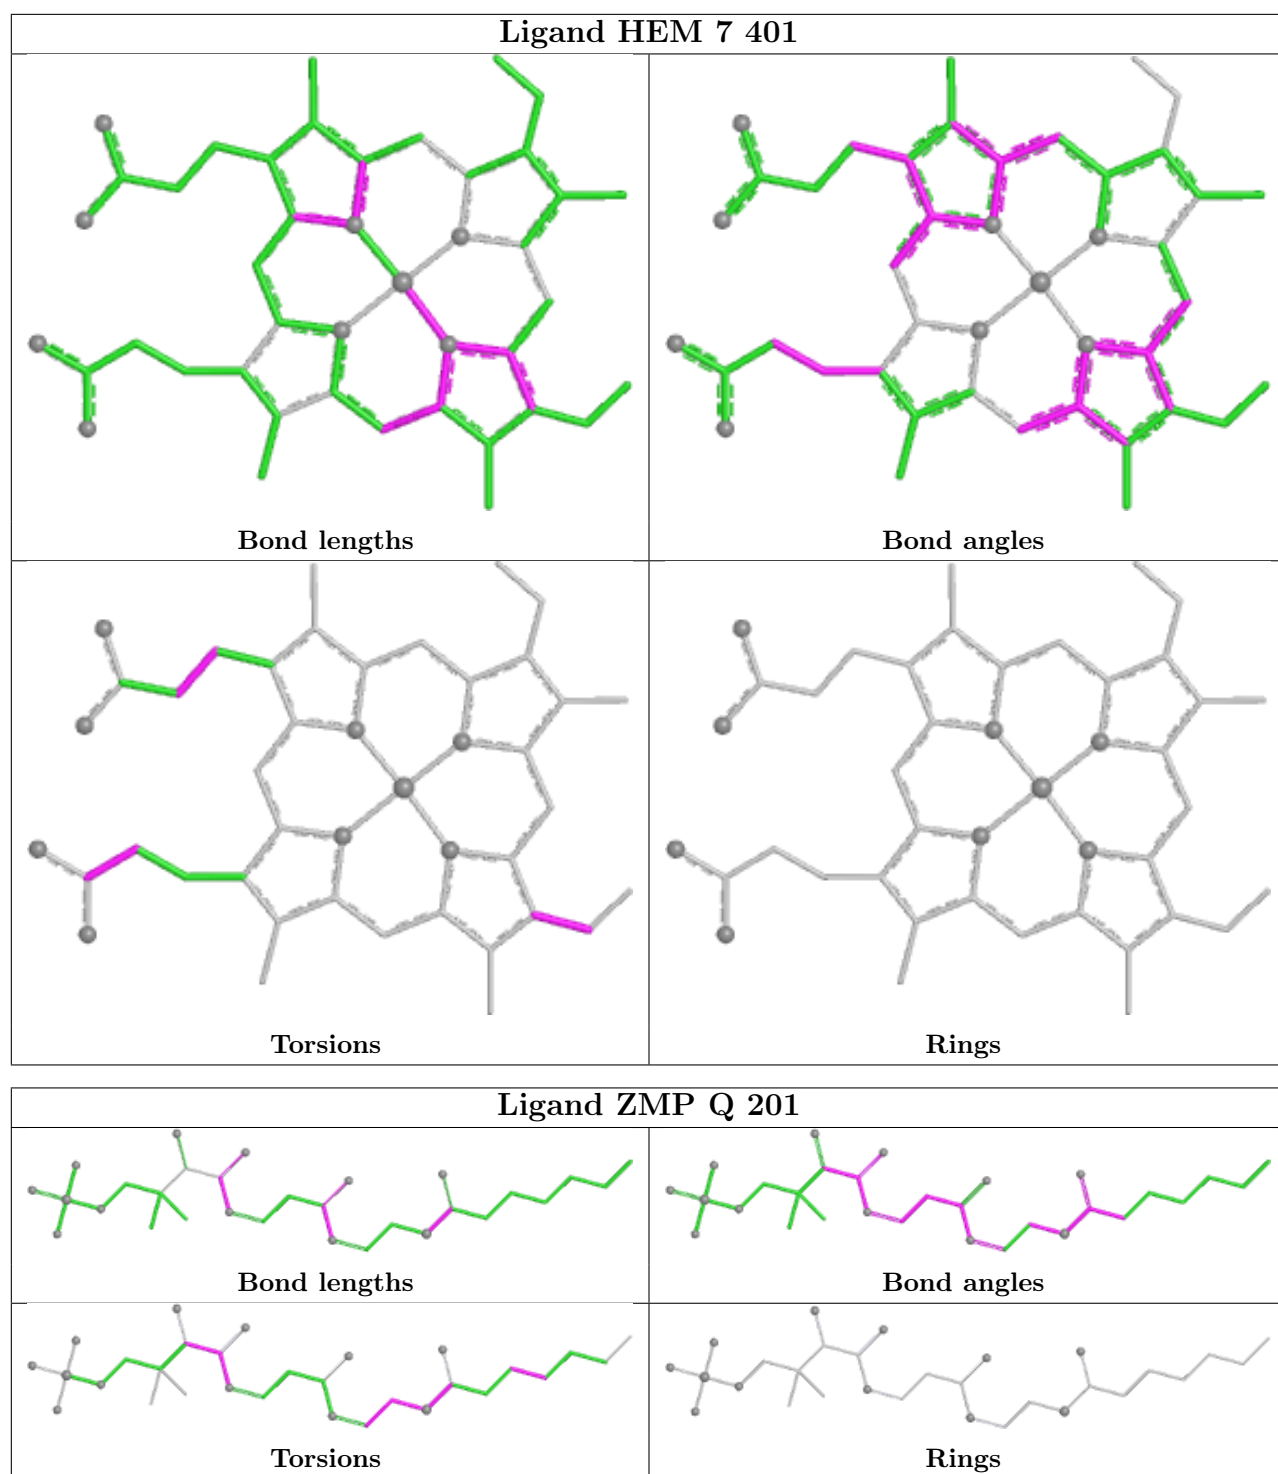 Ligand HEM 7 401
Bond lengths
Bond angles
Torsions
Rings
Ligand ZMP Q 201
Bond lengths
Bond angles
Torsions
Rings